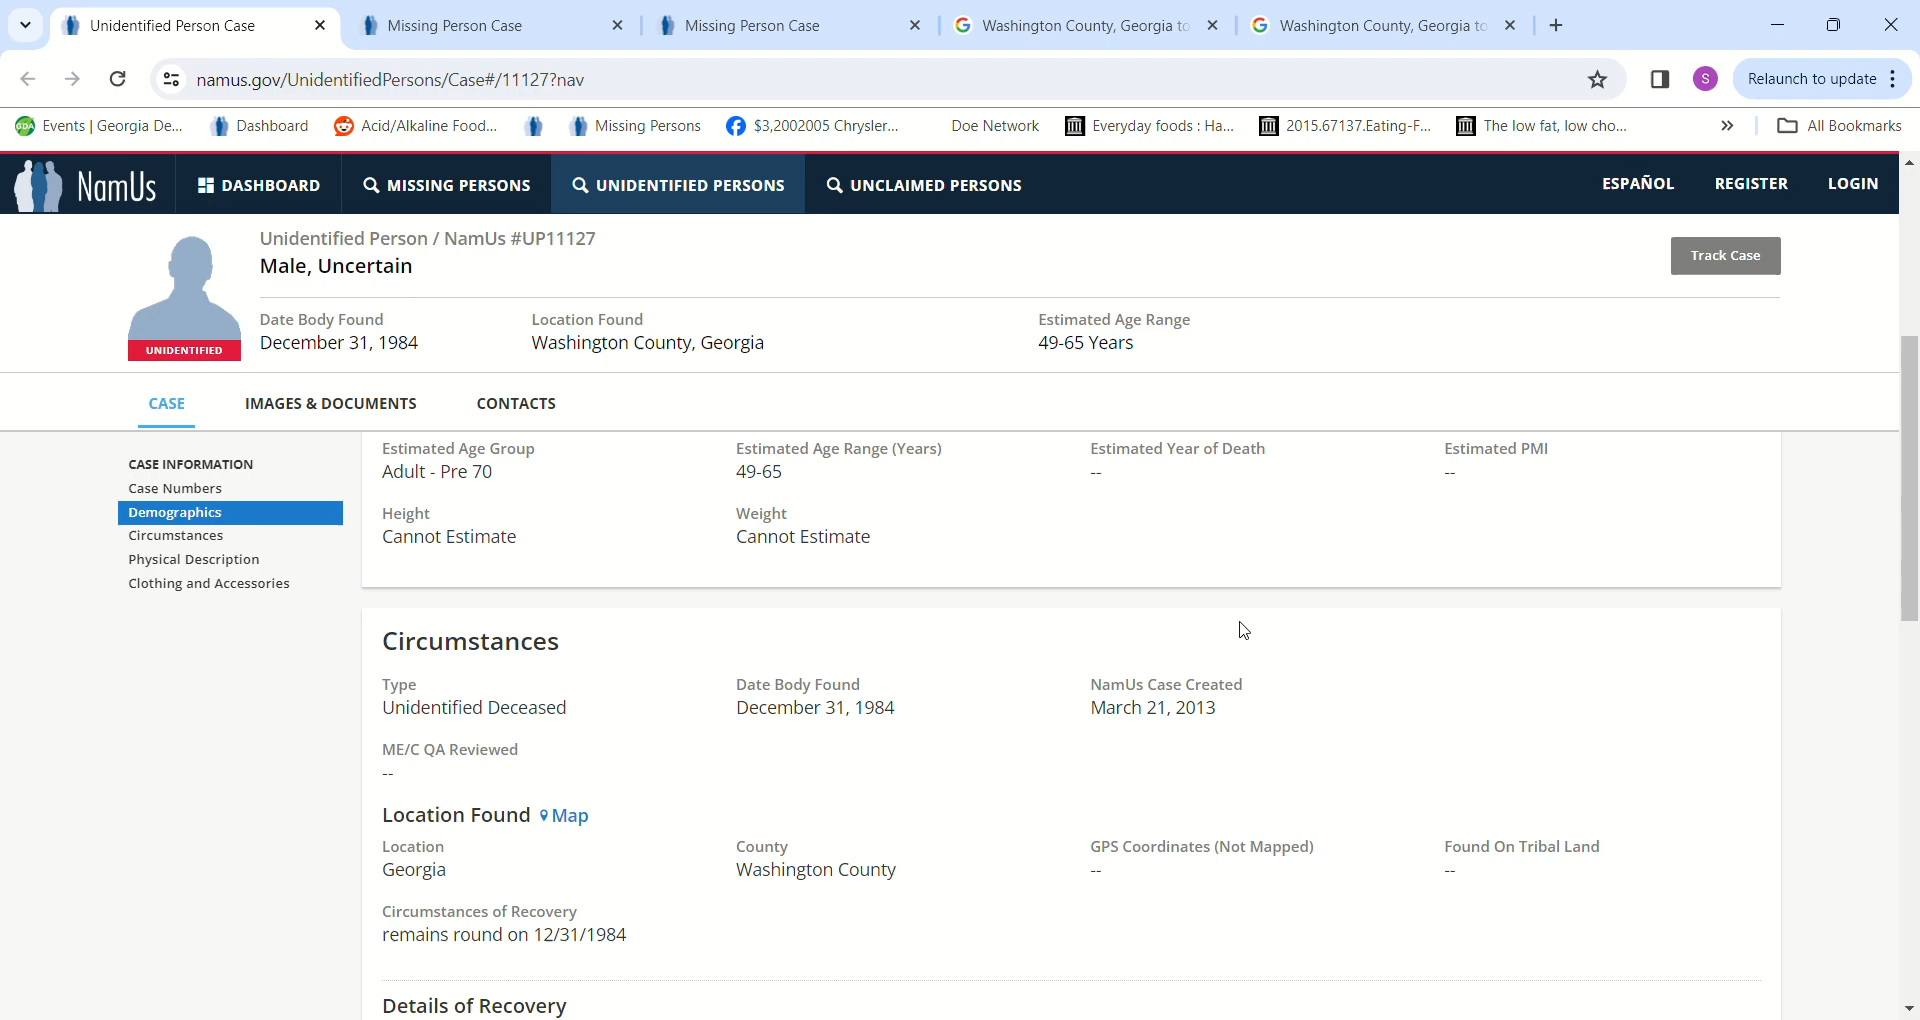 Unidentified Person Case
Missing Person Case
Missing Person Case
Washington County, Georgia to
Washington County, Georgia to
namus.gov/UnidentifiedPersons/Case#/11127?nav
S
Relaunch to update
GDA Events | Georgia De...
Dashboard
Acid/Alkaline Food...
Missing Persons
$3,2002005 Chrysler...
Doe Network
Everyday foods : Ha...
2015.67137.Eating-F...
The low fat, low cho...
All Bookmarks
NamUs
DASHBOARD
MISSING PERSONS
UNIDENTIFIED PERSONS
UNCLAIMED PERSONS
ESPAÑOL
REGISTER
LOGIN
Unidentified Person / NamUs #UP11127
Male, Uncertain
Track Case
UNIDENTIFIED
Date Body Found
December 31, 1984
Location Found
Washington County, Georgia
Estimated Age Range
49-65 Years
CASE
IMAGES & DOCUMENTS
CONTACTS
CASE INFORMATION
Case Numbers
Demographics
Circumstances
Physical Description
Clothing and Accessories
Estimated Age Group
Adult - Pre 70
Estimated Age Range (Years)
49-65
Estimated Year of Death
--
Estimated PMI
--
Height
Cannot Estimate
Weight
Cannot Estimate
Circumstances
Type
Unidentified Deceased
Date Body Found
December 31, 1984
NamUs Case Created
March 21, 2013
ME/C QA Reviewed
--
Location Found Map
Location
Georgia
County
Washington County
GPS Coordinates (Not Mapped)
--
Found On Tribal Land
--
Circumstances of Recovery
remains round on 12/31/1984
Details of Recovery